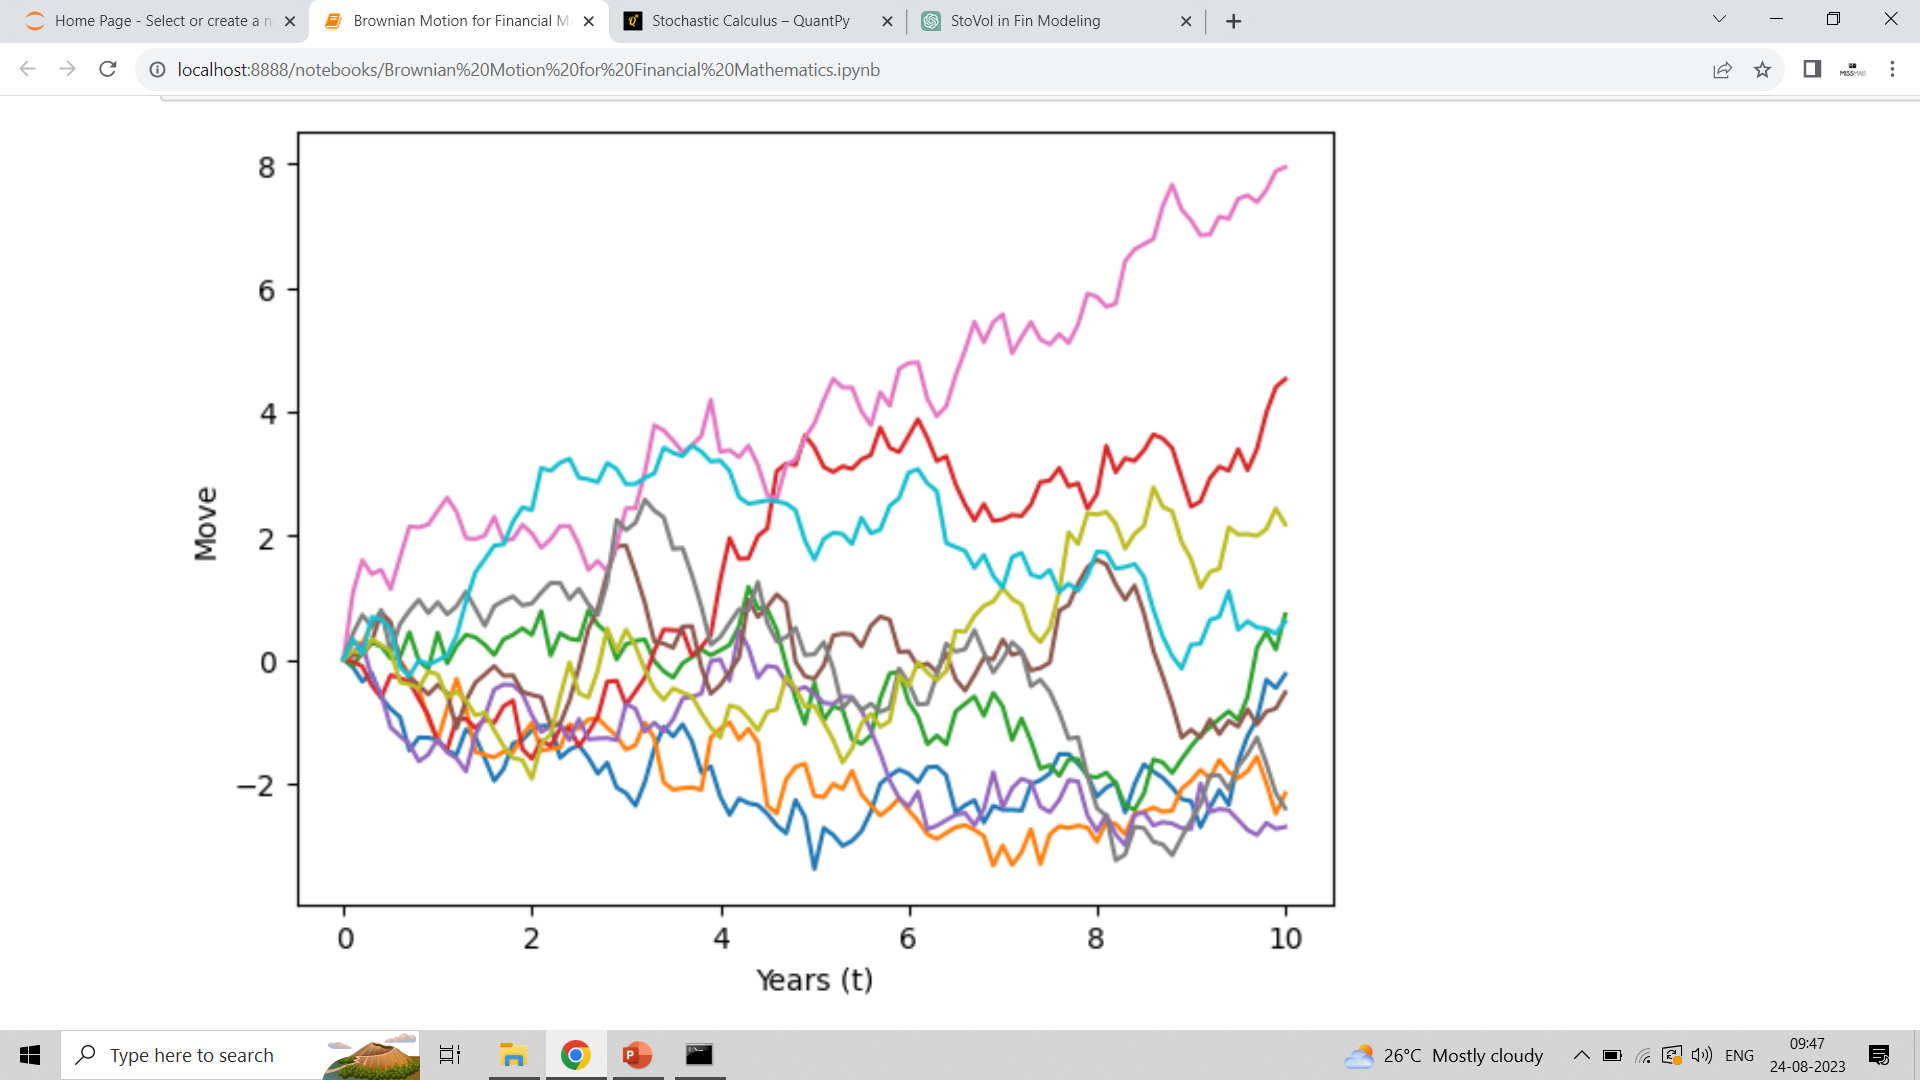 Home Page - Select or create a n
Brownian Motion for Financial M
Stochastic Calculus – QuantPy
StoVol in Fin Modeling
localhost:8888/notebooks/Brownian%20Motion%20for%20Financial%20Mathematics.ipynb
8
6
4
2
0
−2
Move
0 2 4 6 8 10
Years (t)
Type here to search
26°C Mostly cloudy
ENG
09:47
24-08-2023